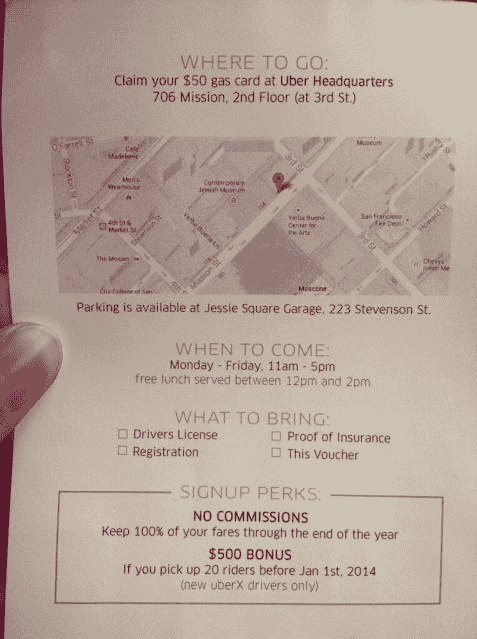 WHERE TO GO:
Claim your $50 gas card at Uber Headquarters
706 Mission, 2nd Floor (at 3rd St.)
O'Farrell St
Cafe
Madeleine
Men's
Wearhouse
Contemporary
Jewish Museum
3rd St
Museum
Stockton St
Market St
4th St &
Market St
Stevenson St
Yerba Buena Ln
Yerba Buena
Center for
the Arts
San Francisco
Fire Dept
Howard St
The Mosser
4th St
Mission St
3rd St
Chevys
Fresh Me
City College of San
Moscone
Parking is available at Jessie Square Garage, 223 Stevenson St.
WHEN TO COME:
Monday - Friday, 11am - 5pm
free lunch served between 12pm and 2pm
WHAT TO BRING:
Drivers License
Proof of Insurance
Registration
This Voucher
SIGNUP PERKS:
NO COMMISSIONS
Keep 100% of your fares through the end of the year
$500 BONUS
If you pick up 20 riders before Jan 1st, 2014
(new uberX drivers only)